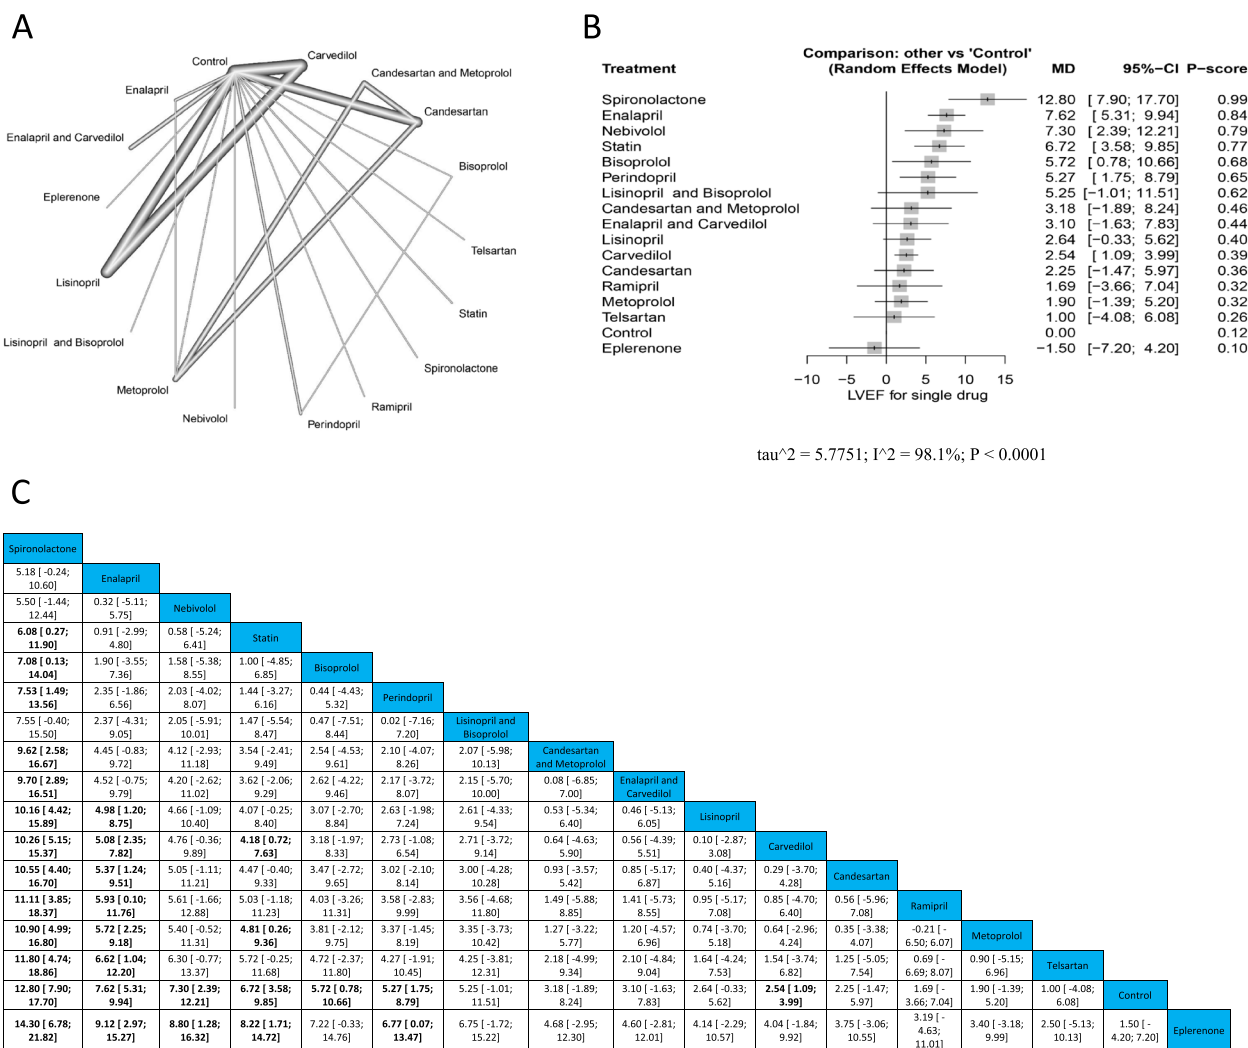 A
Control
Carvedilol
Candesartan and Metoprolol
Enalapril
Candesartan
Enalapril and Carvedilol
Bisoprolol
Eplerenone
Telsartan
Lisinopril
Statin
Lisinopril and Bisoprolol
Spironolactone
Metoprolol
Ramipril
Nebivolol
Perindopril
B
Comparison: other vs 'Control'
Treatment (Random Effects Model) MD 95%-CI P-score
Spironolactone 12.80 [ 7.90; 17.70] 0.99
Enalapril 7.62 [ 5.31; 9.94] 0.84
Nebivolol 7.30 [ 2.39; 12.21] 0.79
Statin 6.72 [ 3.58; 9.85] 0.77
Bisoprolol 5.72 [ 0.78; 10.66] 0.68
Perindopril 5.27 [ 1.75; 8.79] 0.65
Lisinopril and Bisoprolol 5.25 [-1.01; 11.51] 0.62
Candesartan and Metoprolol 3.18 [-1.89; 8.24] 0.46
Enalapril and Carvedilol 3.10 [-1.63; 7.83] 0.44
Lisinopril 2.64 [-0.33; 5.62] 0.40
Carvedilol 2.54 [ 1.09; 3.99] 0.39
Candesartan 2.25 [-1.47; 5.97] 0.36
Ramipril 1.69 [-3.66; 7.04] 0.32
Metoprolol 1.90 [-1.39; 5.20] 0.32
Telsartan 1.00 [-4.08; 6.08] 0.26
Control 0.00 0.12
Eplerenone -1.50 [-7.20; 4.20] 0.10
-10 -5 0 5 10 15
LVEF for single drug
tau^2 = 5.7751; I^2 = 98.1%; P < 0.0001
C
Spironolactone
5.18 [ -0.24; 10.60] Enalapril
5.50 [ -1.44; 12.44] 0.32 [ -5.11; 5.75] Nebivolol
6.08 [ 0.27; 11.90] 0.91 [ -2.99; 4.80] 0.58 [ -5.24; 6.41] Statin
7.08 [ 0.13; 14.04] 1.90 [ -3.55; 7.36] 1.58 [ -5.38; 8.55] 1.00 [ -4.85; 6.85] Bisoprolol
7.53 [ 1.49; 13.56] 2.35 [ -1.86; 6.56] 2.03 [ -4.02; 8.07] 1.44 [ -3.27; 6.16] 0.44 [ -4.43; 5.32] Perindopril
7.55 [ -0.40; 15.50] 2.37 [ -4.31; 9.05] 2.05 [ -5.91; 10.01] 1.47 [ -5.54; 8.47] 0.47 [ -7.51; 8.44] 0.02 [ -7.16; 7.20] Lisinopril and Bisoprolol
9.62 [ 2.58; 16.67] 4.45 [ -0.83; 9.72] 4.12 [ -2.93; 11.18] 3.54 [ -2.41; 9.49] 2.54 [ -4.53; 9.61] 2.10 [ -4.07; 8.26] 2.07 [ -5.98; 10.13] Candesartan and Metoprolol
9.70 [ 2.89; 16.51] 4.52 [ -0.75; 9.79] 4.20 [ -2.62; 11.02] 3.62 [ -2.06; 9.29] 2.62 [ -4.22; 9.46] 2.17 [ -3.72; 8.07] 2.15 [ -5.70; 10.00] 0.08 [ -6.85; 7.00] Enalapril and Carvedilol
10.16 [ 4.42; 15.89] 4.98 [ 1.20; 8.75] 4.66 [ -1.09; 10.40] 4.07 [ -0.25; 8.40] 3.07 [ -2.70; 8.84] 2.63 [ -1.98; 7.24] 2.61 [ -4.33; 9.54] 0.53 [ -5.34; 6.40] 0.46 [ -5.13; 6.05] Lisinopril
10.26 [ 5.15; 15.37] 5.08 [ 2.35; 7.82] 4.76 [ -0.36; 9.89] 4.18 [ 0.72; 7.63] 3.18 [ -1.97; 8.33] 2.73 [ -1.08; 6.54] 2.71 [ -3.72; 9.14] 0.64 [ -4.63; 5.90] 0.56 [ -4.39; 5.51] 0.10 [ -2.87; 3.08] Carvedilol
10.55 [ 4.40; 16.70] 5.37 [ 1.24; 9.51] 5.05 [ -1.11; 11.21] 4.47 [ -0.40; 9.33] 3.47 [ -2.72; 9.65] 3.02 [ -2.10; 8.14] 3.00 [ -4.28; 10.28] 0.93 [ -3.57; 5.42] 0.85 [ -5.17; 6.87] 0.40 [ -4.37; 5.16] 0.29 [ -3.70; 4.28] Candesartan
11.11 [ 3.85; 18.37] 5.93 [ 0.10; 11.76] 5.61 [ -1.66; 12.88] 5.03 [ -1.18; 11.23] 4.03 [ -3.26; 11.31] 3.58 [ -2.83; 9.99] 3.56 [ -4.68; 11.80] 1.49 [ -5.88; 8.85] 1.41 [ -5.73; 8.55] 0.95 [ -5.17; 7.08] 0.85 [ -4.70; 6.40] 0.56 [ -5.96; 7.08] Ramipril
10.90 [ 4.99; 16.80] 5.72 [ 2.25; 9.18] 5.40 [ -0.52; 11.31] 4.81 [ 0.26; 9.36] 3.81 [ -2.12; 9.75] 3.37 [ -1.45; 8.19] 3.35 [ -3.73; 10.42] 1.27 [ -3.22; 5.77] 1.20 [ -4.57; 6.96] 0.74 [ -3.70; 5.18] 0.64 [ -2.96; 4.24] 0.35 [ -3.38; 4.07] -0.21 [ -6.50; 6.07] Metoprolol
11.80 [ 4.74; 18.86] 6.62 [ 1.04; 12.20] 6.30 [ -0.77; 13.37] 5.72 [ -0.25; 11.68] 4.72 [ -2.37; 11.80] 4.27 [ -1.91; 10.45] 4.25 [ -3.81; 12.31] 2.18 [ -4.99; 9.34] 2.10 [ -4.84; 9.04] 1.64 [ -4.24; 7.53] 1.54 [ -3.74; 6.82] 1.25 [ -5.05; 7.54] 0.69 [ -6.69; 8.07] 0.90 [ -5.15; 6.96] Telsartan
12.80 [ 7.90; 17.70] 7.62 [ 5.31; 9.94] 7.30 [ 2.39; 12.21] 6.72 [ 3.58; 9.85] 5.72 [ 0.78; 10.66] 5.27 [ 1.75; 8.79] 5.25 [ -1.01; 11.51] 3.18 [ -1.89; 8.24] 3.10 [ -1.63; 7.83] 2.64 [ -0.33; 5.62] 2.54 [ 1.09; 3.99] 2.25 [ -1.47; 5.97] 1.69 [ -3.66; 7.04] 1.90 [ -1.39; 5.20] 1.00 [ -4.08; 6.08] Control
14.30 [ 6.78; 21.82] 9.12 [ 2.97; 15.27] 8.80 [ 1.28; 16.32] 8.22 [ 1.71; 14.72] 7.22 [ -0.33; 14.76] 6.77 [ 0.07; 13.47] 6.75 [ -1.72; 15.22] 4.68 [ -2.95; 12.30] 4.60 [ -2.81; 12.01] 4.14 [ -2.29; 10.57] 4.04 [ -1.84; 9.92] 3.75 [ -3.06; 10.55] 3.19 [ -4.63; 11.01] 3.40 [ -3.18; 9.99] 2.50 [ -5.13; 10.13] 1.50 [ -4.20; 7.20] Eplerenone